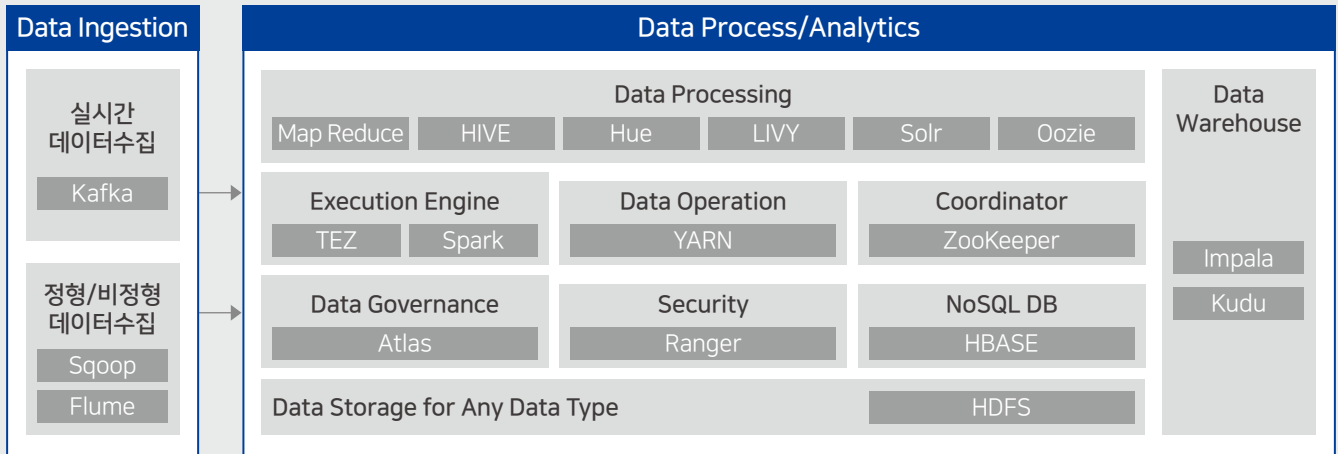 Data Ingestion
실시간
데이터수집
Kafka
정형/비정형
데이터수집
Sqoop
Flume
Data Process/Analytics
Data Processing
Map Reduce
HIVE
Hue
LIVY
Solr
Oozie
Execution Engine
TEZ
Spark
Data Operation
YARN
Coordinator
ZooKeeper
Data Governance
Atlas
Security
Ranger
NoSQL DB
HBASE
Data Storage for Any Data Type
HDFS
Data
Warehouse
Impala
Kudu